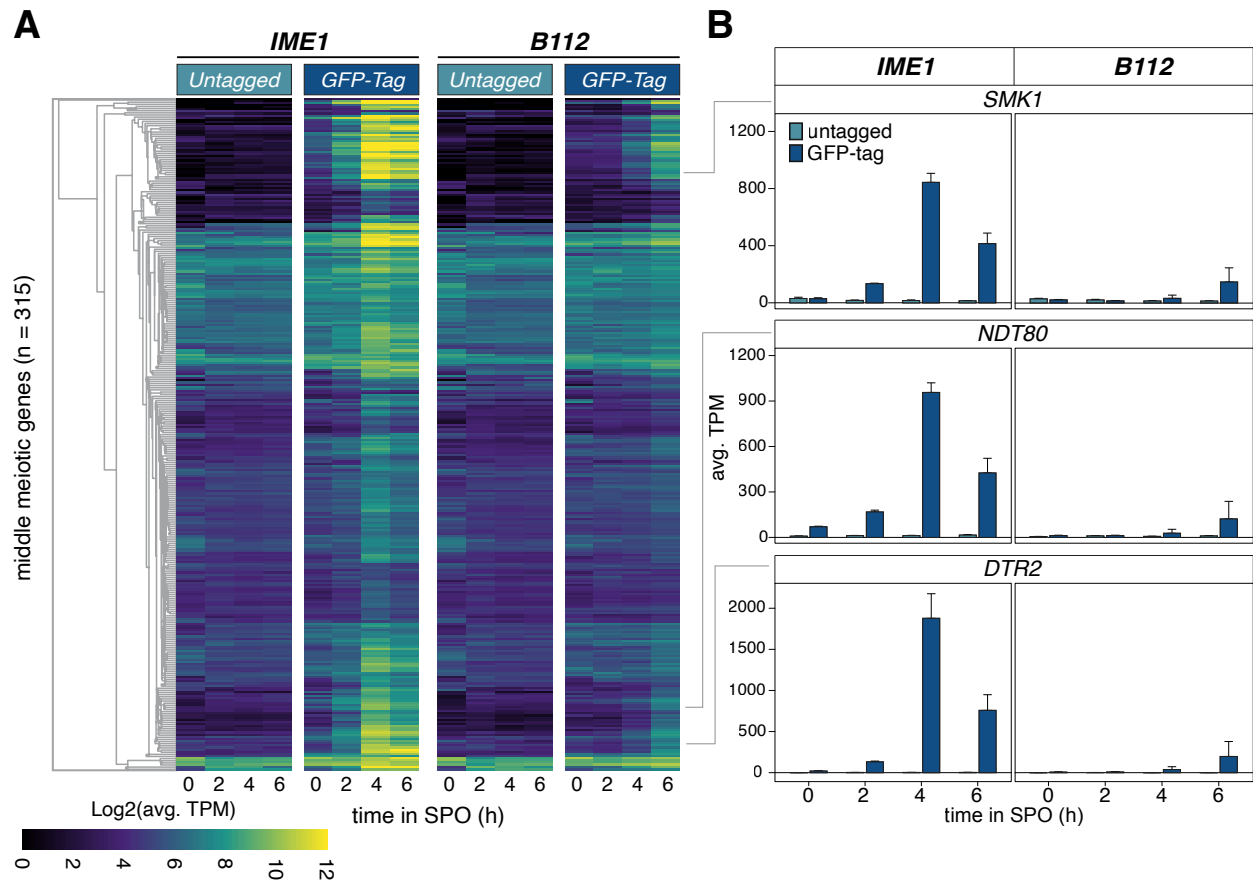 A
IME1
B112
Untagged
GFP-Tag
Untagged
GFP-Tag
middle meiotic genes (n = 315)
0 2 4 6
0 2 4 6
0 2 4 6
0 2 4 6
time in SPO (h)
Log2(avg. TPM)
0 2 4 6 8 10 12
B
IME1
B112
SMK1
untagged
GFP-tag
1200
800
400
0
NDT80
avg. TPM
1200
900
600
300
0
DTR2
2000
1500
1000
500
0
0 2 4 6
0 2 4 6
time in SPO (h)